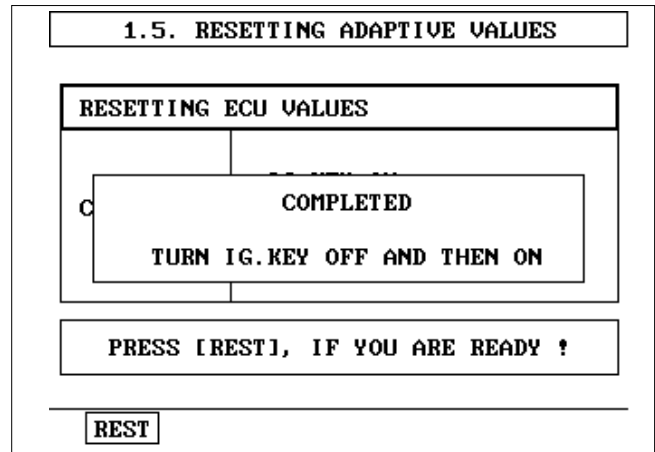 1.5. RESETTING ADAPTIVE VALUES
RESETTING ECU VALUES
C
COMPLETED
TURN IG.KEY OFF AND THEN ON
PRESS [REST], IF YOU ARE READY !
REST